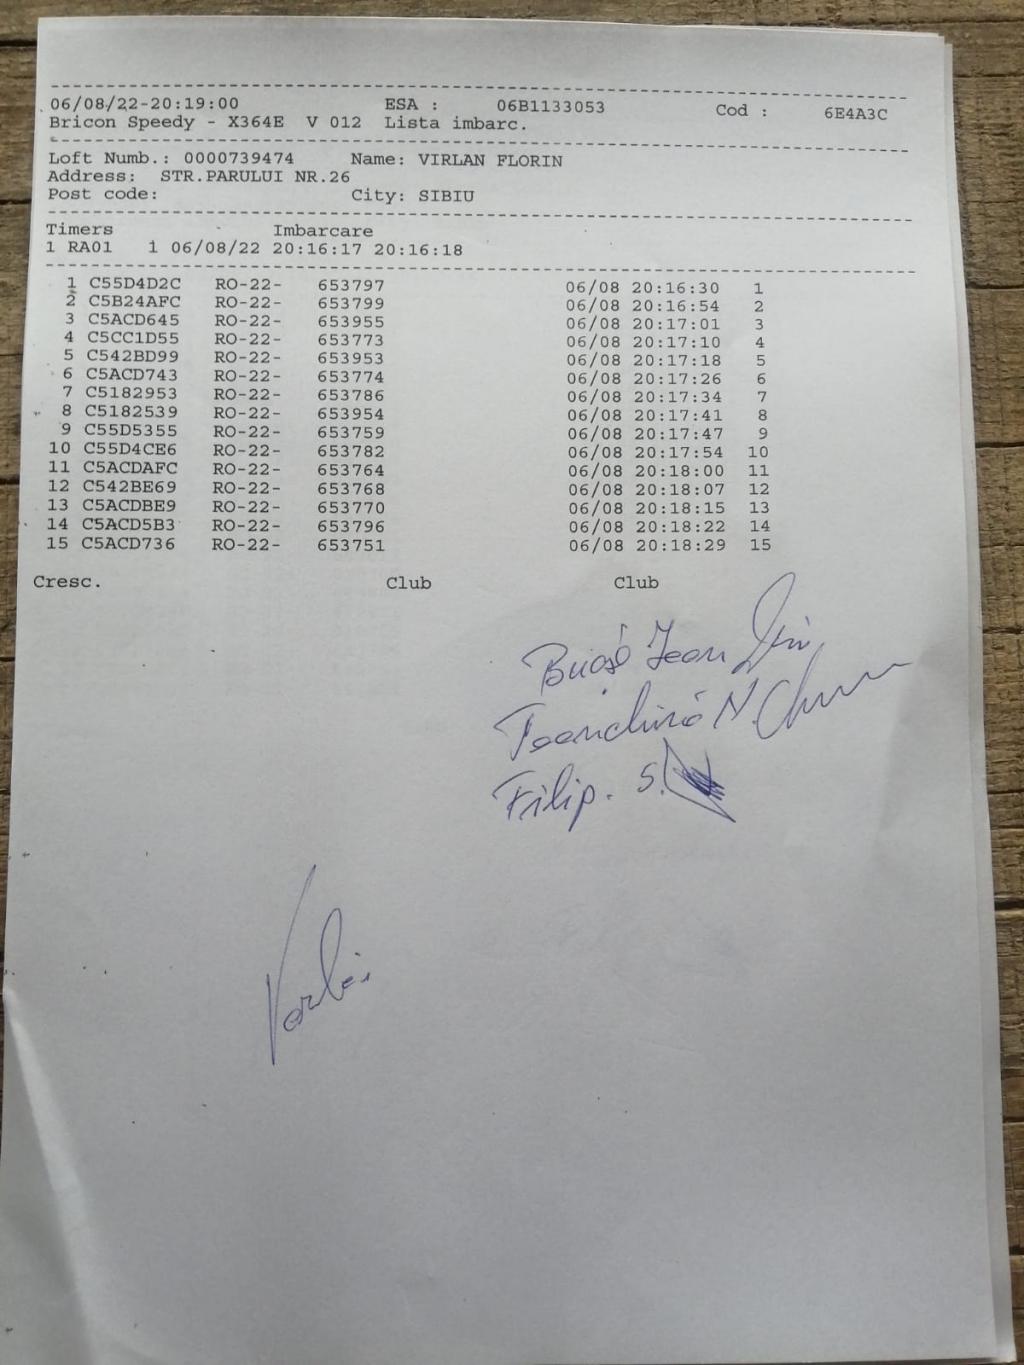 06/08/22-20:19:00 ESA : 06B1133053 Cod : 6E4A3C
Bricon Speedy - X364E V 012 Lista imbarc.
Loft Numb.: 0000739474 Name: VIRLAN FLORIN
Address: STR.PARULUI NR.26
Post code: City: SIBIU
Timers Imbarcare
1 RA01 1 06/08/22 20:16:17 20:16:18
1 C55D4D2C RO-22- 653797 06/08 20:16:30 1
2 C5B24AFC RO-22- 653799 06/08 20:16:54 2
3 C5ACD645 RO-22- 653955 06/08 20:17:01 3
4 C5CC1D55 RO-22- 653773 06/08 20:17:10 4
5 C542BD99 RO-22- 653953 06/08 20:17:18 5
6 C5ACD743 RO-22- 653774 06/08 20:17:26 6
7 C5182953 RO-22- 653786 06/08 20:17:34 7
8 C5182539 RO-22- 653954 06/08 20:17:41 8
9 C55D5355 RO-22- 653759 06/08 20:17:47 9
10 C55D4CE6 RO-22- 653782 06/08 20:17:54 10
11 C5ACDAFC RO-22- 653764 06/08 20:18:00 11
12 C542BE69 RO-22- 653768 06/08 20:18:07 12
13 C5ACDBE9 RO-22- 653770 06/08 20:18:15 13
14 C5ACD5B3 RO-22- 653796 06/08 20:18:22 14
15 C5ACD736 RO-22- 653751 06/08 20:18:29 15
Cresc. Club Club
Jean
N.
Filip. S.